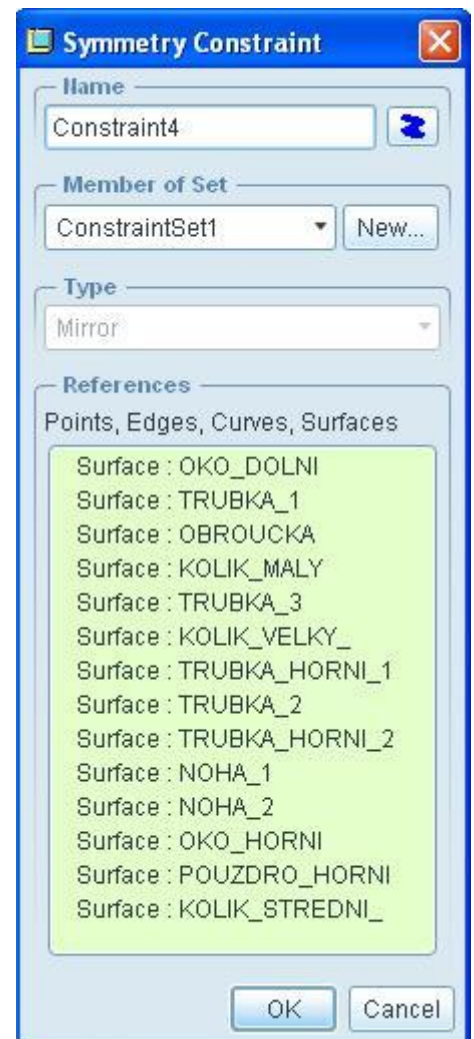 Symmetry Constraint
Name
Constraint4
Member of Set
ConstraintSet1
New...
Type
Mirror
References
Points, Edges, Curves, Surfaces
Surface : OKO_DOLNI
Surface : TRUBKA_1
Surface : OBROUCKA
Surface : KOLIK_MALY
Surface : TRUBKA_3
Surface : KOLIK_VELKY_
Surface : TRUBKA_HORNI_1
Surface : TRUBKA_2
Surface : TRUBKA_HORNI_2
Surface : NOHA_1
Surface : NOHA_2
Surface : OKO_HORNI
Surface : POUZDRO_HORNI
Surface : KOLIK_STREDNI_
OK
Cancel